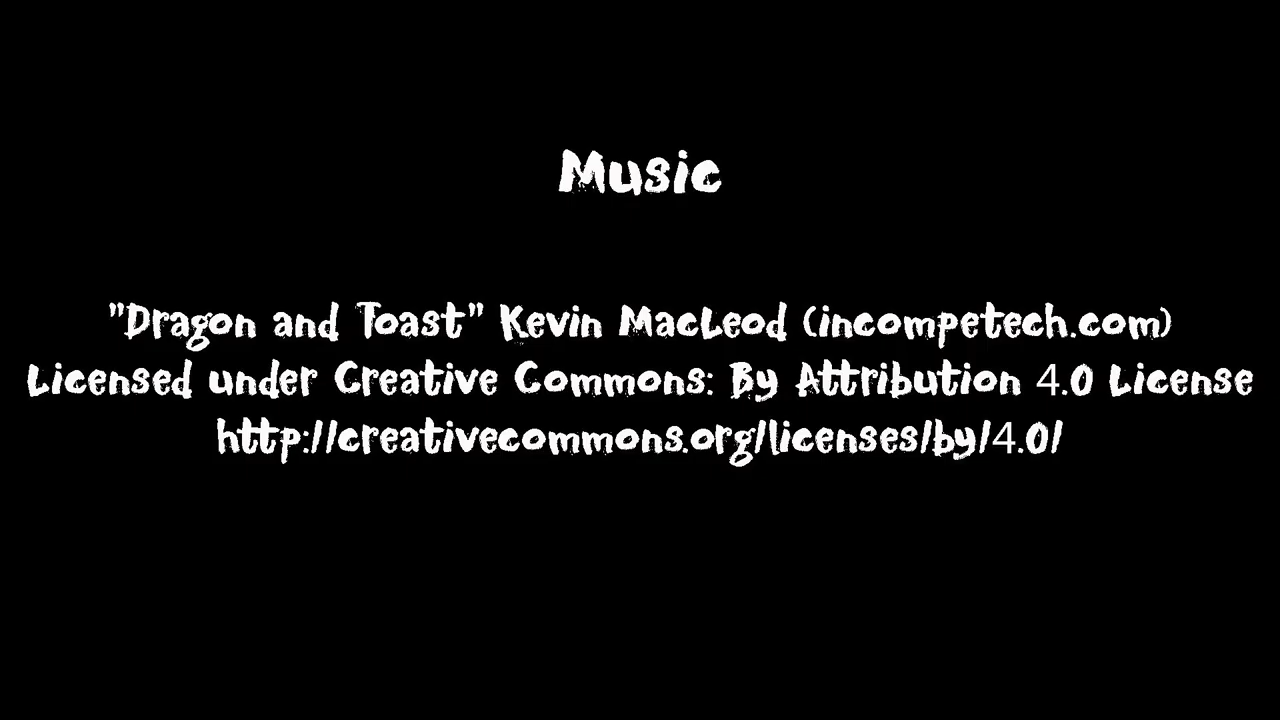 Music
"Dragon and Toast" Kevin MacLeod (incompetech.com)
Licensed under Creative Commons: By Attribution 4.0 License
http://creativecommons.org/licenses/by/4.0/